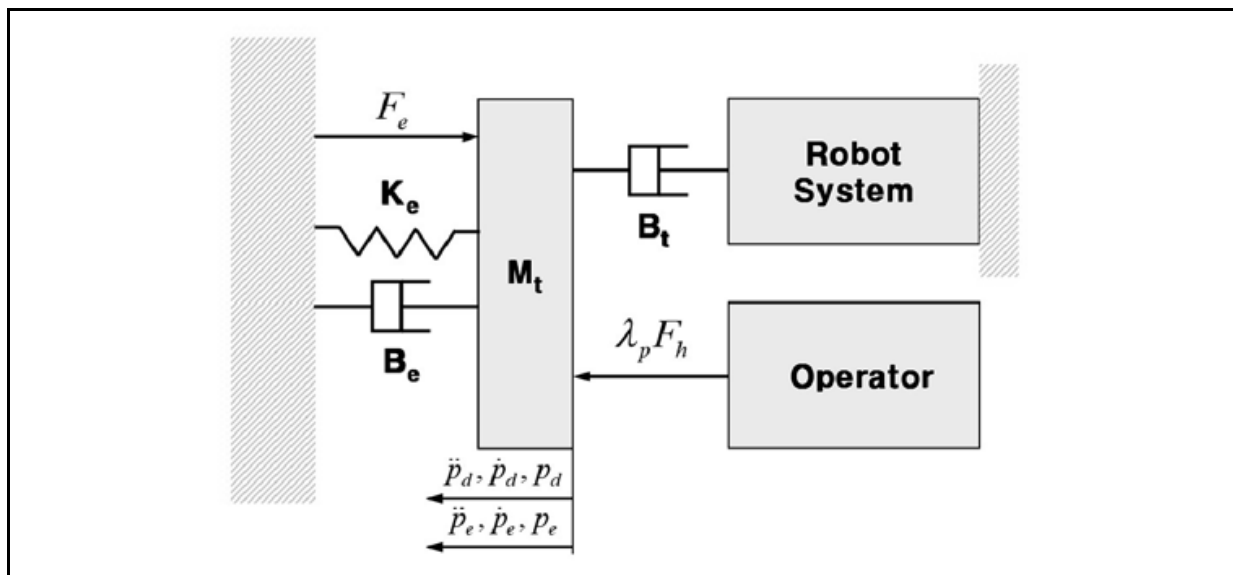 F_e
K_e
B_e
M_t
B_t
Robot
System
λ_p F_h
Operator
p̈_d, ṗ_d, p_d
p̈_e, ṗ_e, p_e